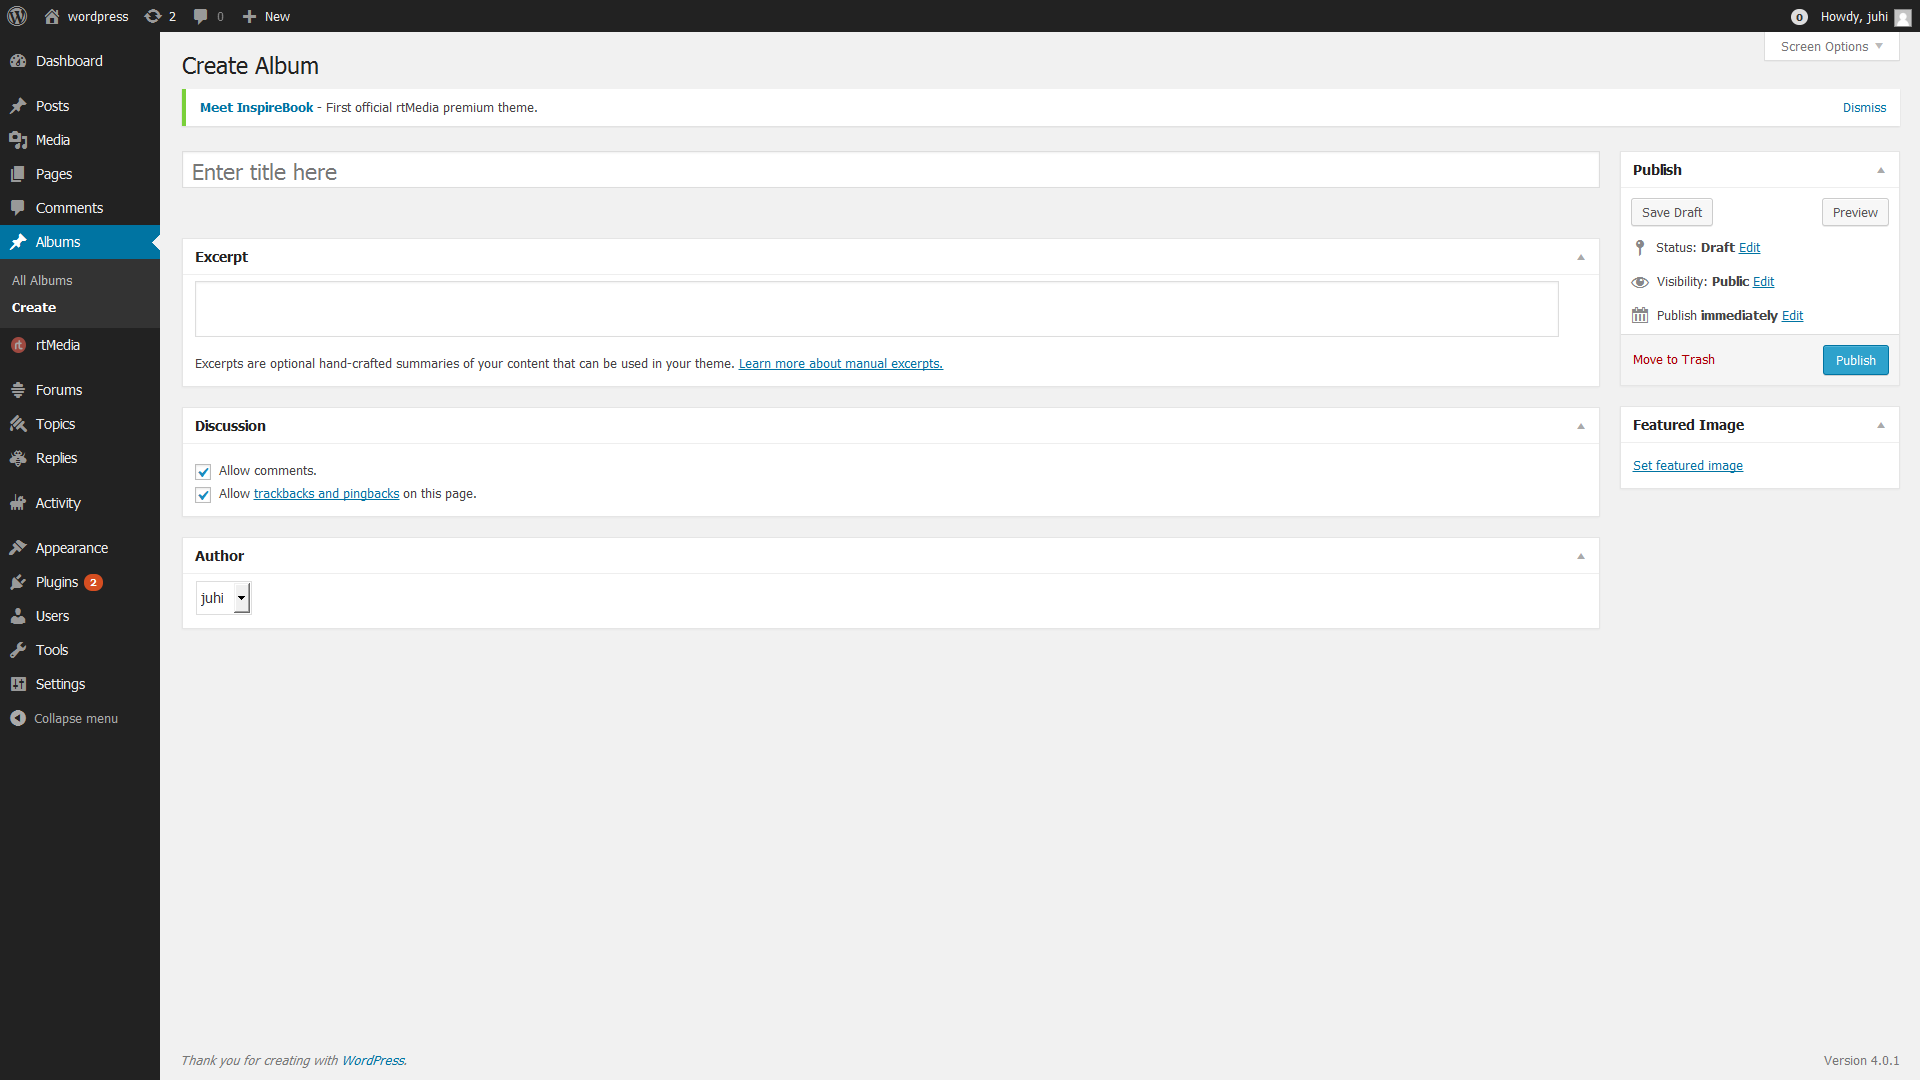 wordpress 2 0 New 0 Howdy, juhi
Screen Options
Dashboard
Posts
Media
Pages
Comments
Albums
All Albums
Create
rtMedia
Forums
Topics
Replies
Activity
Appearance
Plugins 2
Users
Tools
Settings
Collapse menu
Create Album
Meet InspireBook - First official rtMedia premium theme. Dismiss
Enter title here
Excerpt
Excerpts are optional hand-crafted summaries of your content that can be used in your theme. Learn more about manual excerpts.
Discussion
Allow comments.
Allow trackbacks and pingbacks on this page.
Author
juhi
Publish
Save Draft Preview
Status: Draft Edit
Visibility: Public Edit
Publish immediately Edit
Move to Trash Publish
Featured Image
Set featured image
Thank you for creating with WordPress. Version 4.0.1